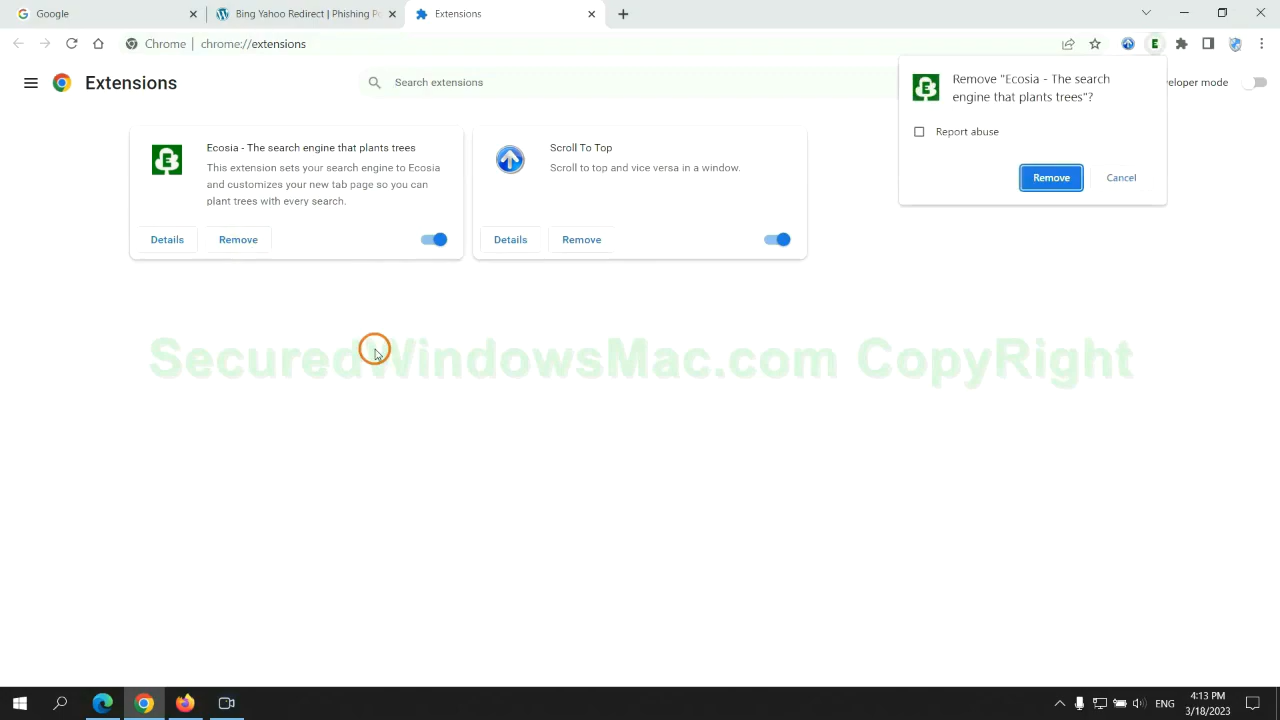 Google
Bing Yahoo Redirect | Phishing Po
Extensions
Chrome
chrome://extensions
Extensions
Search extensions
veloper mode
Remove "Ecosia - The search
engine that plants trees"?
Report abuse
Remove
Cancel
Ecosia - The search engine that plants trees
This extension sets your search engine to Ecosia
and customizes your new tab page so you can
plant trees with every search.
Details
Remove
Scroll To Top
Scroll to top and vice versa in a window.
Details
Remove
SecuredWindowsMac.com CopyRight
ENG
4:13 PM
3/18/2023